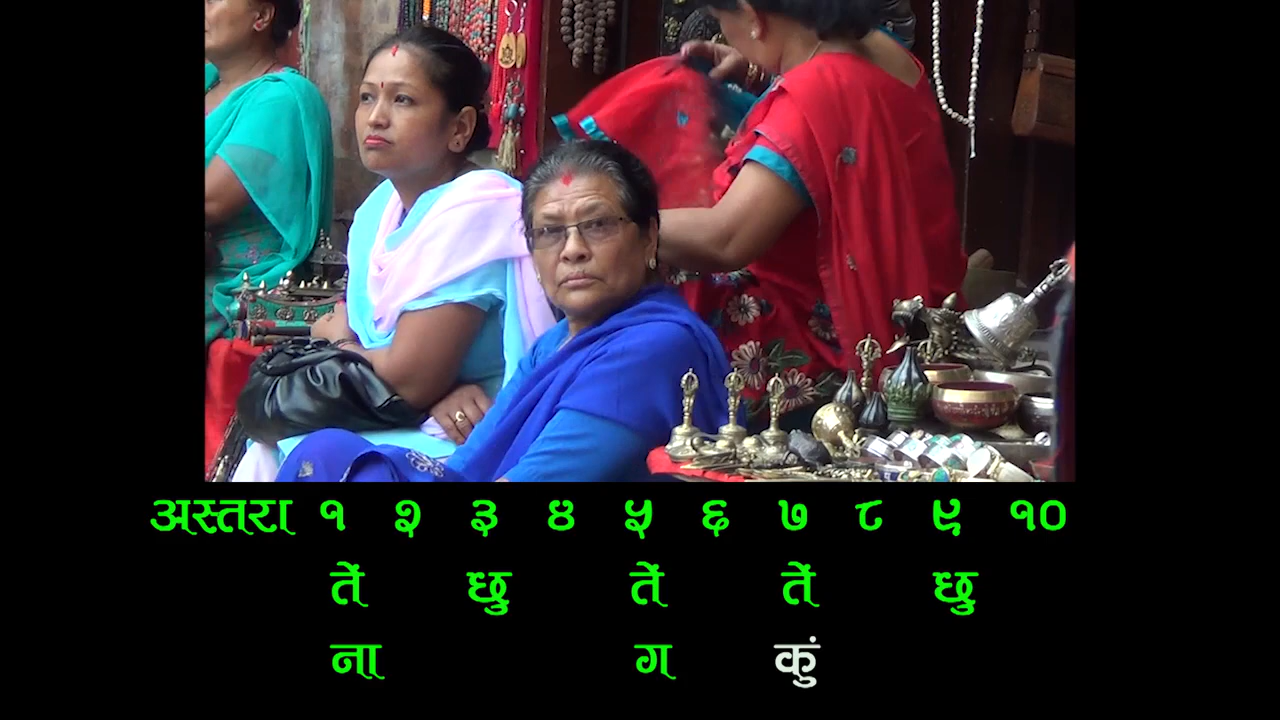 अस्तरा १ २ ३ ४ ५ ६ ७ ८ ९ १०
तें छु तें तें छु
ना ग कुं